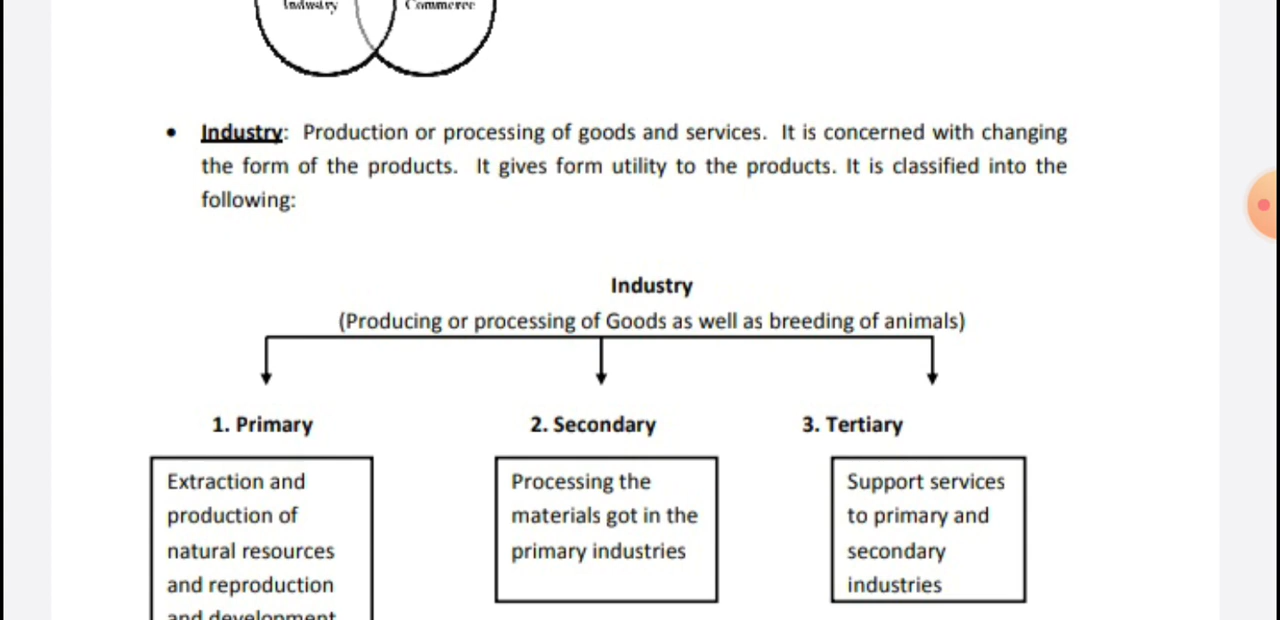 Industry Commerce
• Industry: Production or processing of goods and services. It is concerned with changing
the form of the products. It gives form utility to the products. It is classified into the
following:
Industry
(Producing or processing of Goods as well as breeding of animals)
1. Primary
Extraction and
production of
natural resources
and reproduction
and development
2. Secondary
Processing the
materials got in the
primary industries
3. Tertiary
Support services
to primary and
secondary
industries